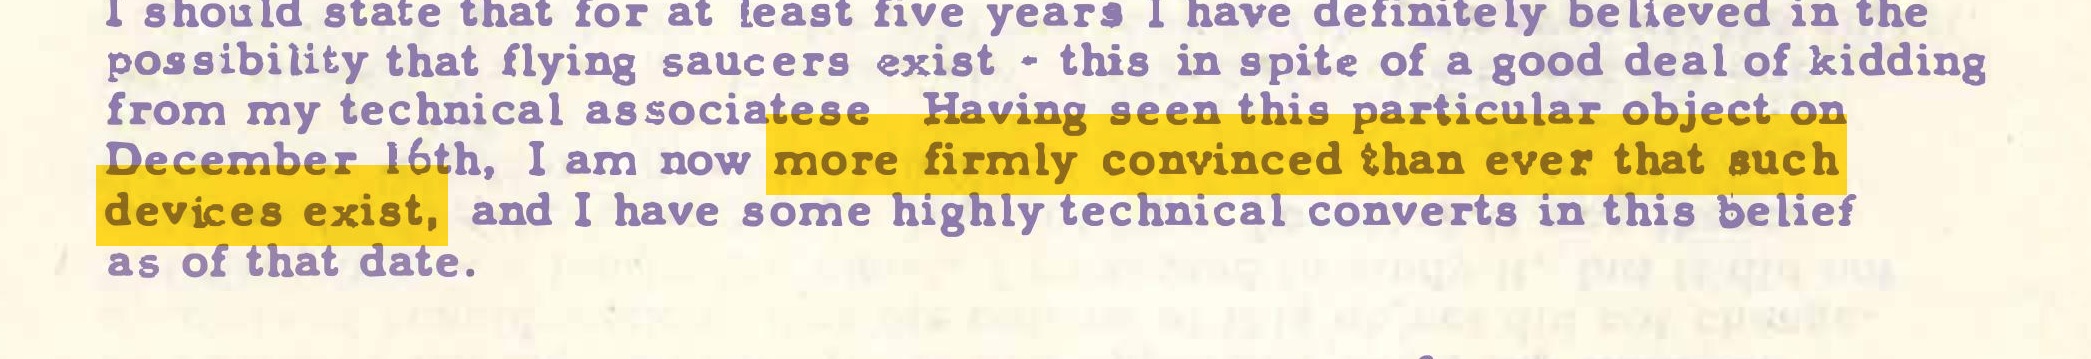 I should state that for at least five years I have definitely believed in the
possibility that flying saucers exist - this in spite of a good deal of kidding
from my technical associatese Having seen this particular object on
December 16th, I am now more firmly convinced than ever that such
devices exist, and I have some highly technical converts in this belief
as of that date.